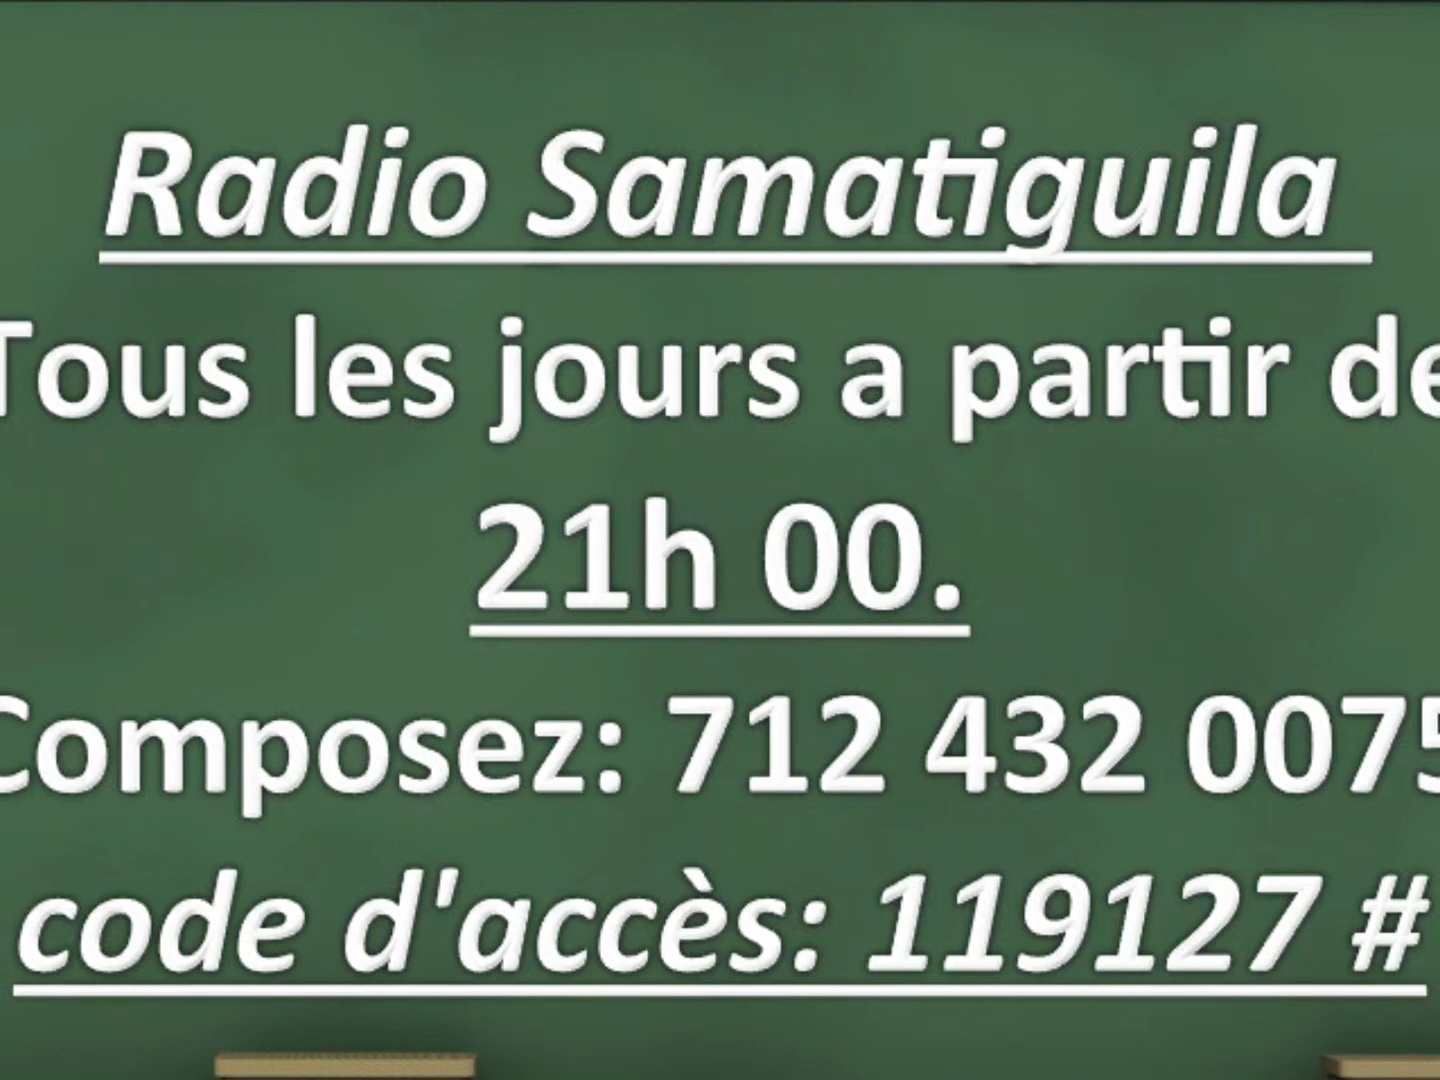 Radio Samatiguila
Tous les jours a partir de
21h 00.
Composez: 712 432 0075
code d'accès: 119127 #